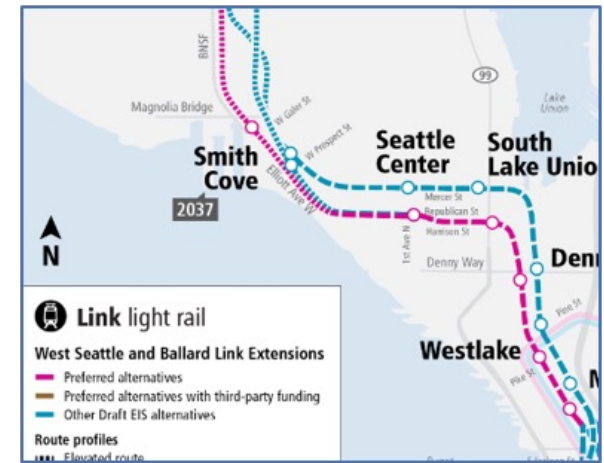 BNSF
99
Magnolia Bridge
W Galer St
Lake
Union
W Prospect St
Smith
Cove
Seattle
Center
South
Lake Unio
Elliott Ave W
Mercer St
2037
Republican St
Harrison St
1st Ave N
N
Denny Way
Den
Link light rail
Pine St
West Seattle and Ballard Link Extensions
Westlake
Preferred alternatives
Pike St
Preferred alternatives with third-party funding
Other Draft EIS alternatives
Route profiles
Elevated route